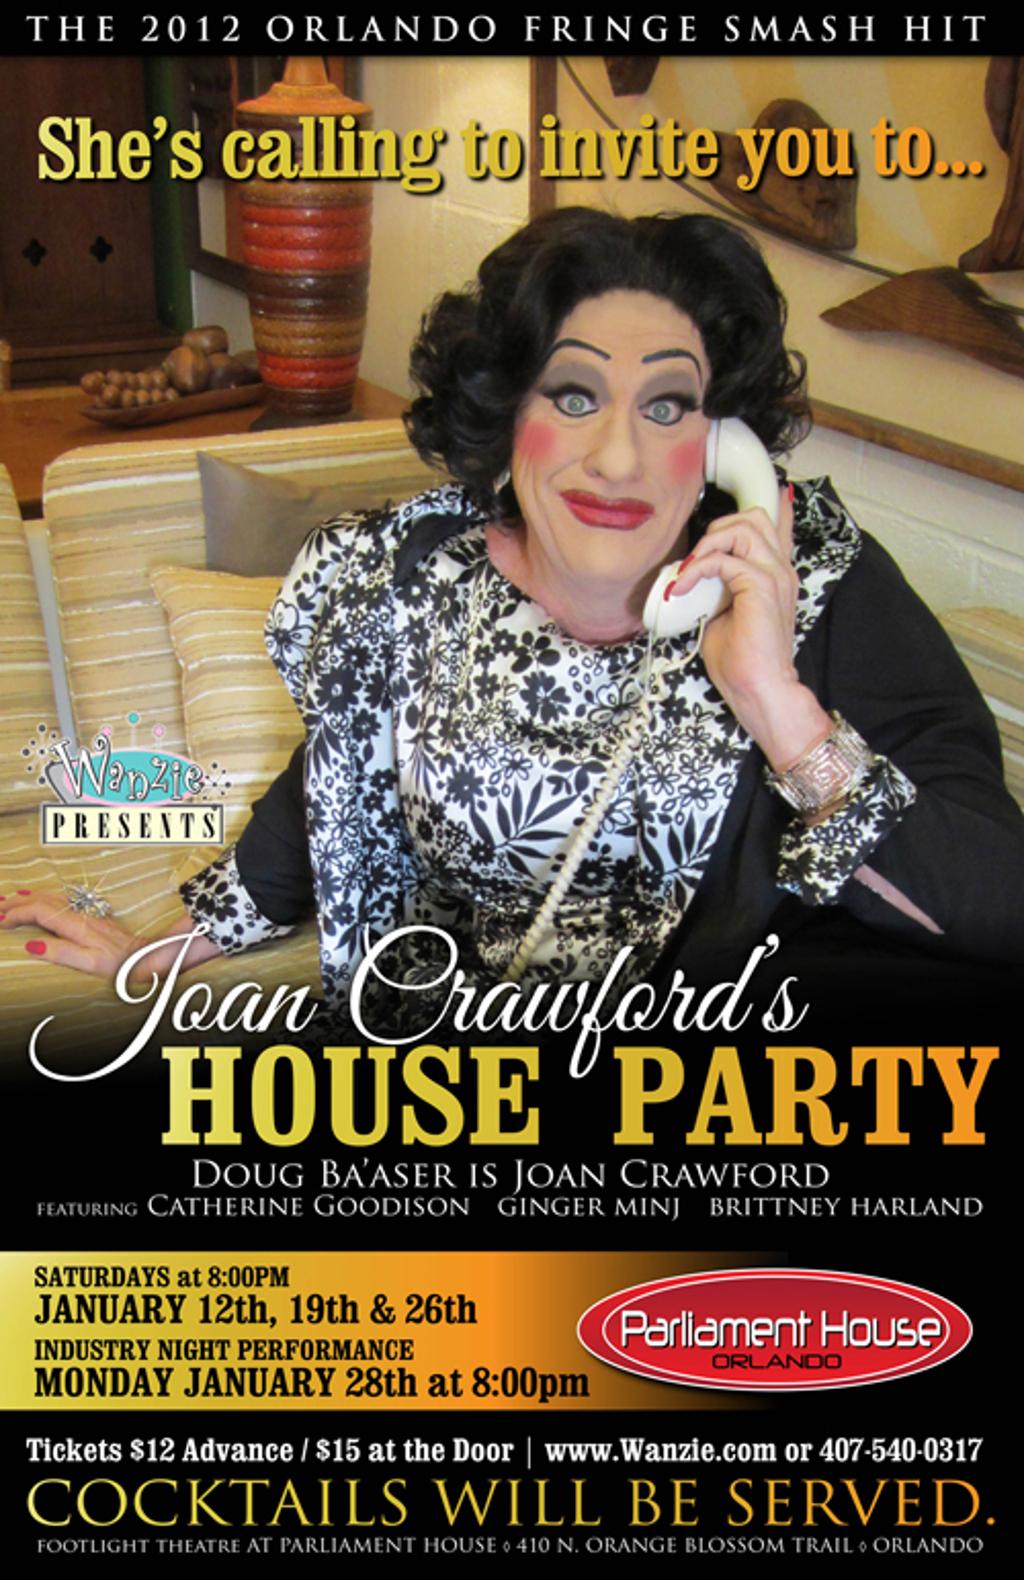 THE 2012 ORLANDO FRINGE SMASH HIT
She's calling to invite you to...
Wanzie
PRESENTS
Joan Crawford's
HOUSE PARTY
DOUG BA'ASER IS JOAN CRAWFORD
FEATURING CATHERINE GOODISON GINGER MINJ BRITTNEY HARLAND
SATURDAYS at 8:00PM
JANUARY 12th, 19th & 26th
INDUSTRY NIGHT PERFORMANCE
MONDAY JANUARY 28th at 8:00pm
Parliament House
ORLANDO
Tickets $12 Advance / $15 at the Door | www.Wanzie.com or 407-540-0317
COCKTAILS WILL BE SERVED.
FOOTLIGHT THEATRE AT PARLIAMENT HOUSE ◊ 410 N. ORANGE BLOSSOM TRAIL ◊ ORLANDO